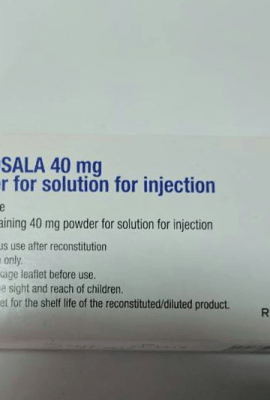 SALA 40 mg
r for solution for injection
e
aining 40 mg powder for solution for injection
us use after reconstitution
only.
kage leaflet before use.
e sight and reach of children.
et for the shelf life of the reconstituted/diluted product.
R